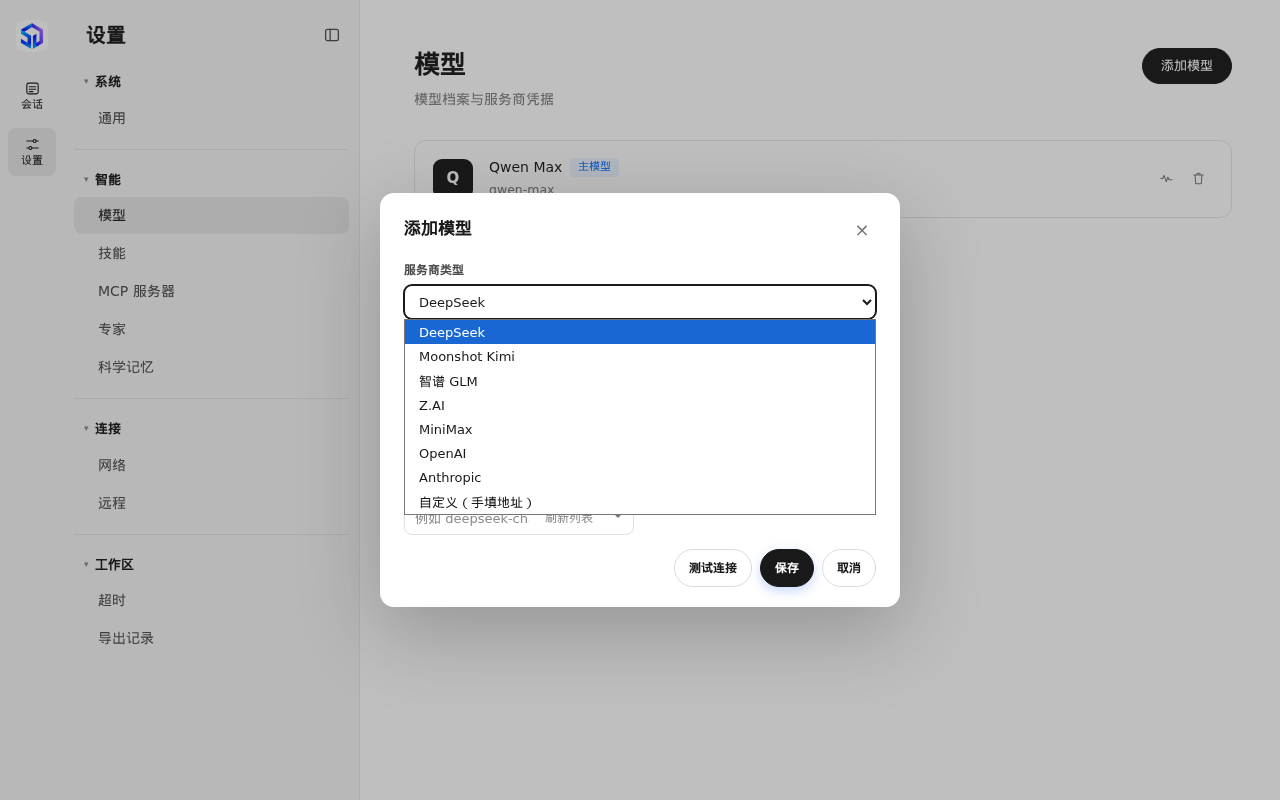 设置
会话
设置
系统
通用
智能
模型
技能
MCP 服务器
专家
科学记忆
连接
网络
远程
工作区
超时
导出记录
模型
模型档案与服务商凭据
添加模型
Q
Qwen Max
主模型
qwen-max
添加模型
服务商类型
DeepSeek
DeepSeek
Moonshot Kimi
智谱 GLM
Z.AI
MiniMax
OpenAI
Anthropic
自定义（手填地址）
例如 deepseek-ch
刷新列表
测试连接
保存
取消